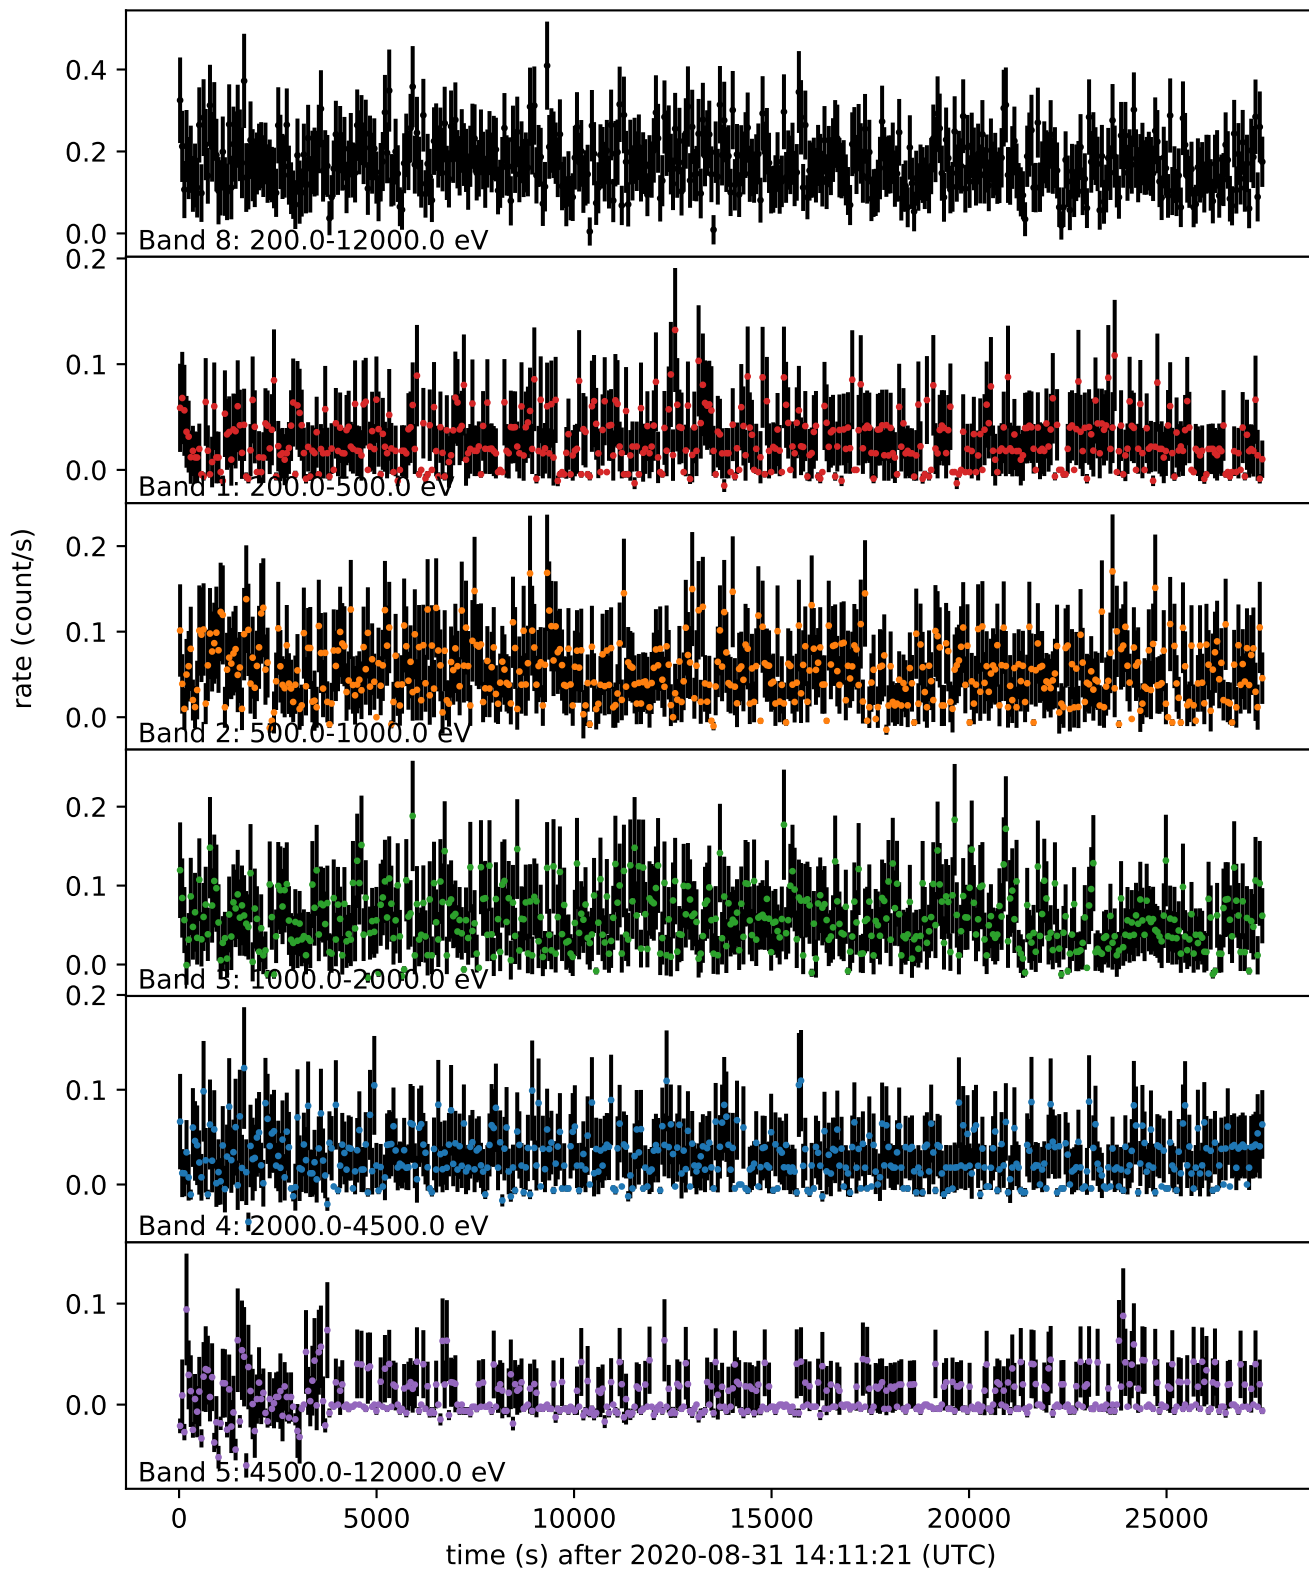 0.4
0.2
0.0
Band 8: 200.0-12000.0 eV
0.2
0.1
0.0
Band 1: 200.0-500.0 eV
rate (count/s)
0.2
0.1
0.0
Band 2: 500.0-1000.0 eV
0.2
0.1
0.0
Band 3: 1000.0-2000.0 eV
0.2
0.1
0.0
Band 4: 2000.0-4500.0 eV
0.1
0.0
Band 5: 4500.0-12000.0 eV
0 5000 10000 15000 20000 25000
time (s) after 2020-08-31 14:11:21 (UTC)